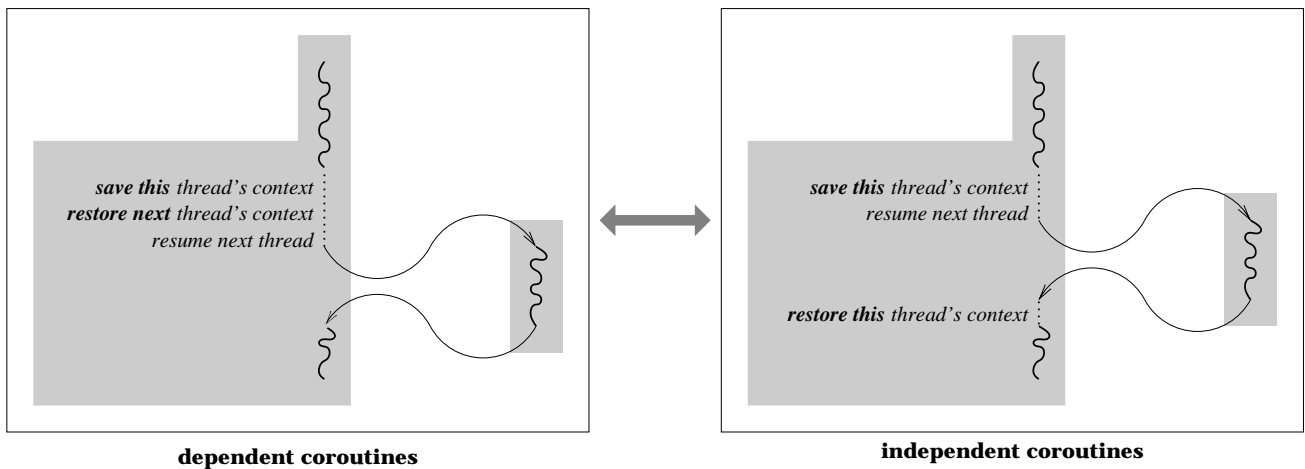 save this thread's context
restore next thread's context
resume next thread
dependent coroutines
save this thread's context
resume next thread
restore this thread's context
independent coroutines